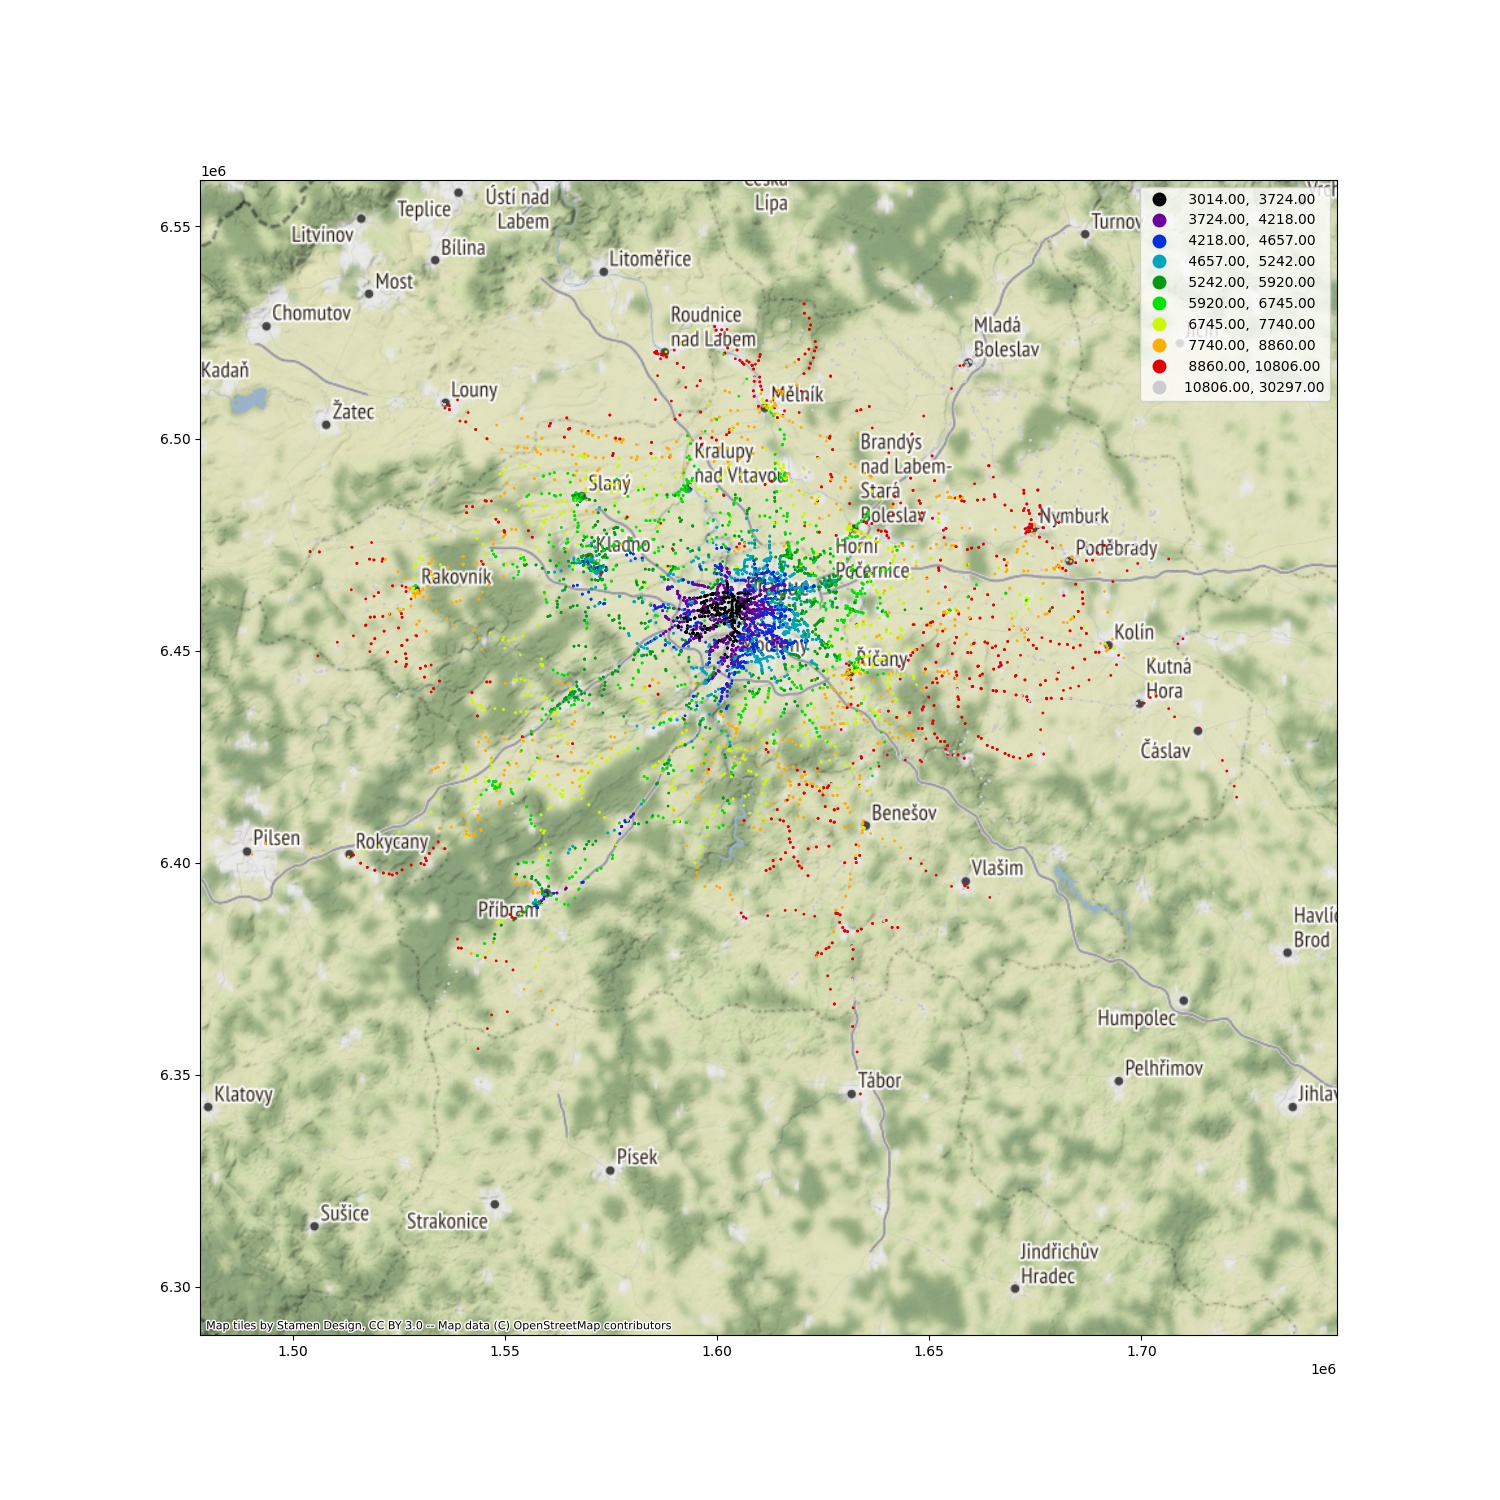 1e6
Ústí nad
Labem
Teplice
Litvínov
Bílina
Most
Chomutov
Kadaň
Žatec
Louny
Litoměřice
Lípa
Roudnice
nad Labem
Mělník
Turnov
Mladá
Boleslav
3014.00, 3724.00
3724.00, 4218.00
4218.00, 4657.00
4657.00, 5242.00
5242.00, 5920.00
5920.00, 6745.00
6745.00, 7740.00
7740.00, 8860.00
8860.00, 10806.00
10806.00, 30297.00
Kralupy
nad Vltavou
Slaný
Kladno
Rakovník
Brandýs
nad Labem-
Stará
Boleslav
Horní
Počernice
Nymburk
Poděbrady
Říčany
Kolín
Kutná
Hora
Čáslav
Benešov
Vlašim
Pilsen
Rokycany
Příbram
Havlíč
Brod
Humpolec
Pelhřimov
Jihlav
Tábor
Klatovy
Písek
Strakonice
Sušice
Jindřichův
Hradec
6.55
6.50
6.45
6.40
6.35
6.30
Map tiles by Stamen Design, CC BY 3.0 -- Map data (C) OpenStreetMap contributors
1.50
1.55
1.60
1.65
1.70
1e6